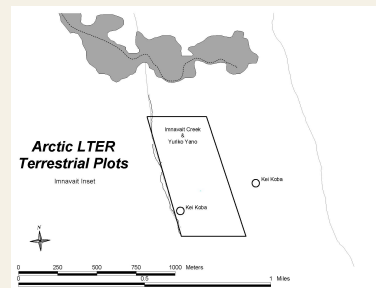 Imnavait Creek
&
Yuriko Yano
Arctic LTER
Terrestrial Plots
Imnavait Inset
Kei Koba
Kei Koba
N
0 250 500 750 1000 Meters
0 0.5 1 Miles